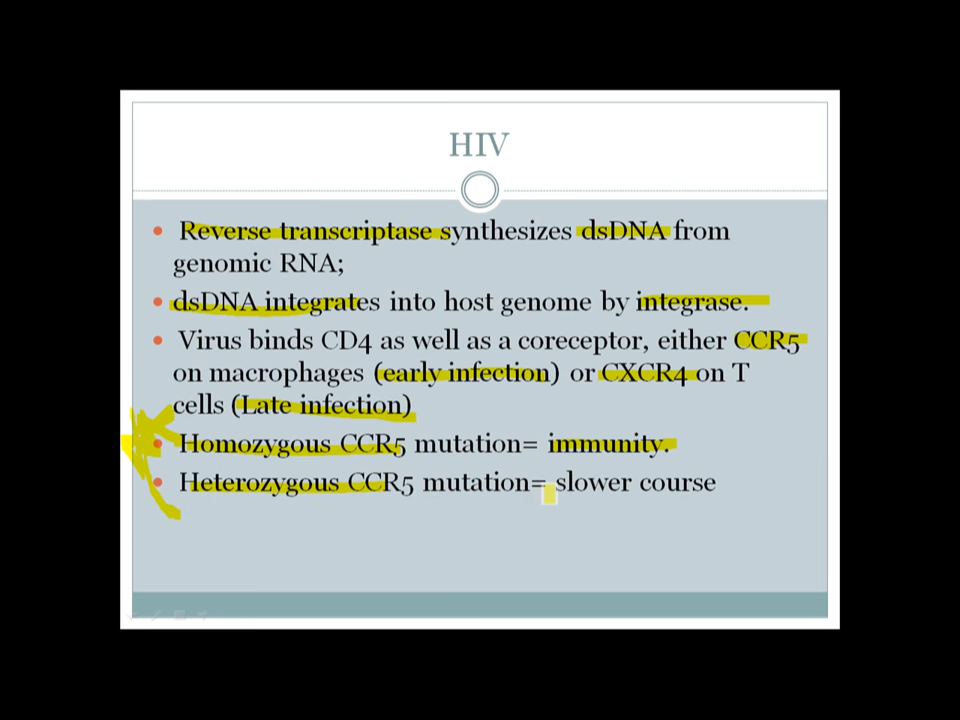 HIV
• Reverse transcriptase synthesizes dsDNA from
genomic RNA;
• dsDNA integrates into host genome by integrase.
• Virus binds CD4 as well as a coreceptor, either CCR5
on macrophages (early infection) or CXCR4 on T
cells (Late infection)
• Homozygous CCR5 mutation= immunity.
• Heterozygous CCR5 mutation= slower course